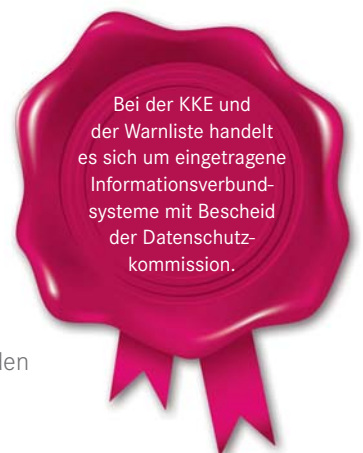 Bei der KKE und
der Warnliste handelt
es sich um eingetragene
Informationsverbund-
systeme mit Bescheid
der Datenschutz-
kommission.